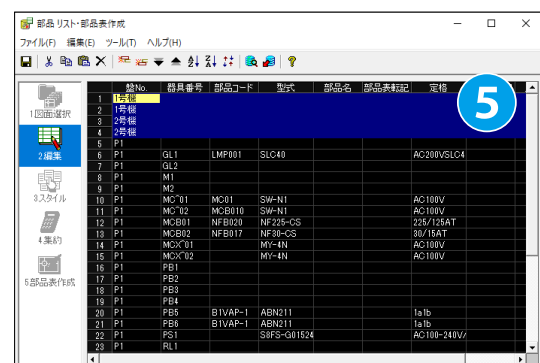 部品 リスト・部品表作成
ファイル(F) 編集(E) ツール(T) ヘルプ(H)
盤No. 器具番号 部品コード 型式 部品名 部品表転記 定格
1 1号機
2 1号機
3 2号機
4 2号機
5 P1
6 P1 GL1 LMP001 SLC40 AC200VSLC4
7 P1 GL2
8 P1 M1
9 P1 M2
10 P1 MC~01 MC01 SW-N1 AC100V
11 P1 MC~02 MCB010 SW-N1 AC100V
12 P1 MCB01 NFB020 NF225-CS 225/125AT
13 P1 MCB02 NFB017 NF30-CS 30/15AT
14 P1 MCX~01 MY-4N AC100V
15 P1 MCX~02 MY-4N AC100V
16 P1 PB1
17 P1 PB2
18 P1 PB3
19 P1 PB4
20 P1 PB5 B1VAP-1 ABN211 1a1b
21 P1 PB6 B1VAP-1 ABN211 1a1b
22 P1 PS1 S8FS-G01524 AC100-240V/
23 P1 RL1
1.図面選択
2.編集
3.スタイル
4.集約
5.部品表作成
5